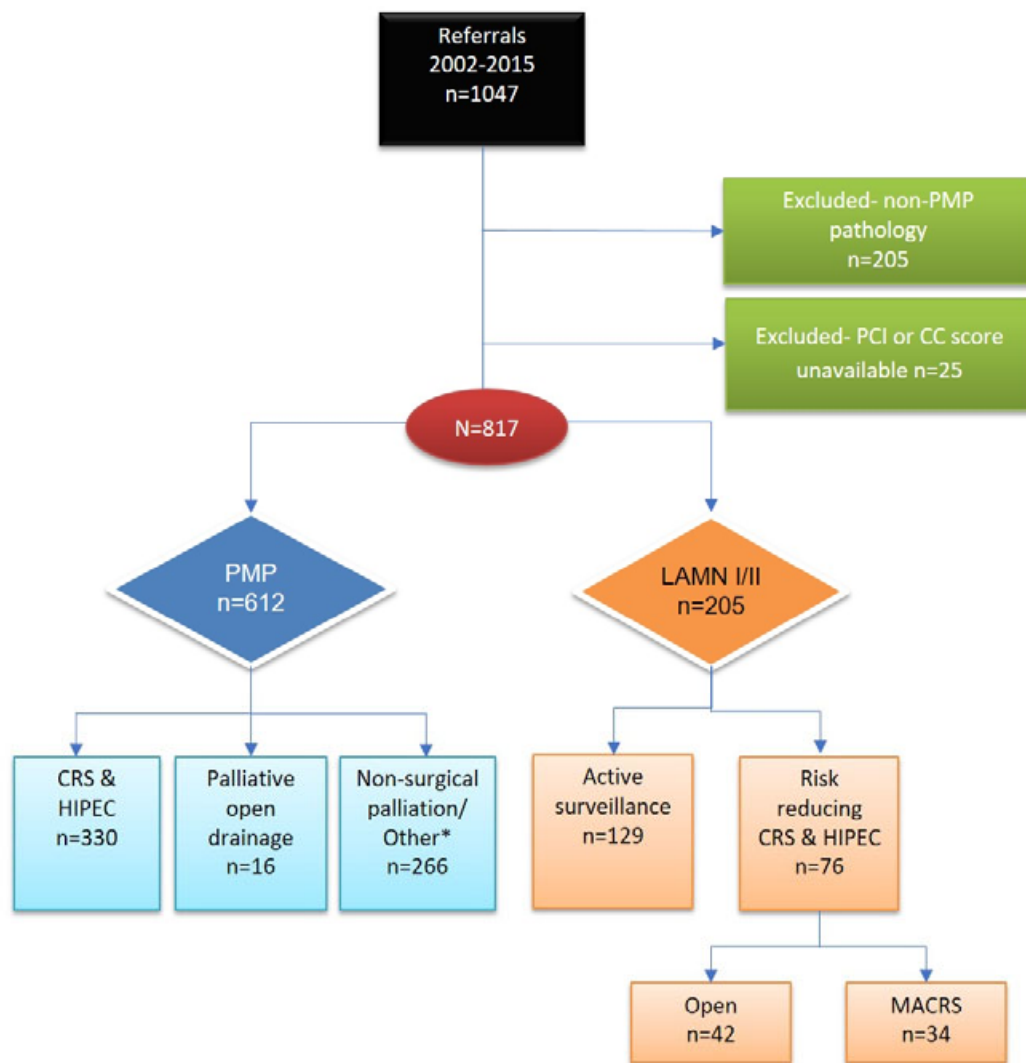 Referrals
2002-2015
n=1047
Excluded- non-PMP
pathology
n=205
Excluded- PCI or CC score
unavailable n=25
N=817
PMP
n=612
LAMN I/II
n=205
CRS &
HIPEC
n=330
Palliative
open
drainage
n=16
Non-surgical
palliation/
Other*
n=266
Active
surveillance
n=129
Risk
reducing
CRS & HIPEC
n=76
Open
n=42
MACRS
n=34